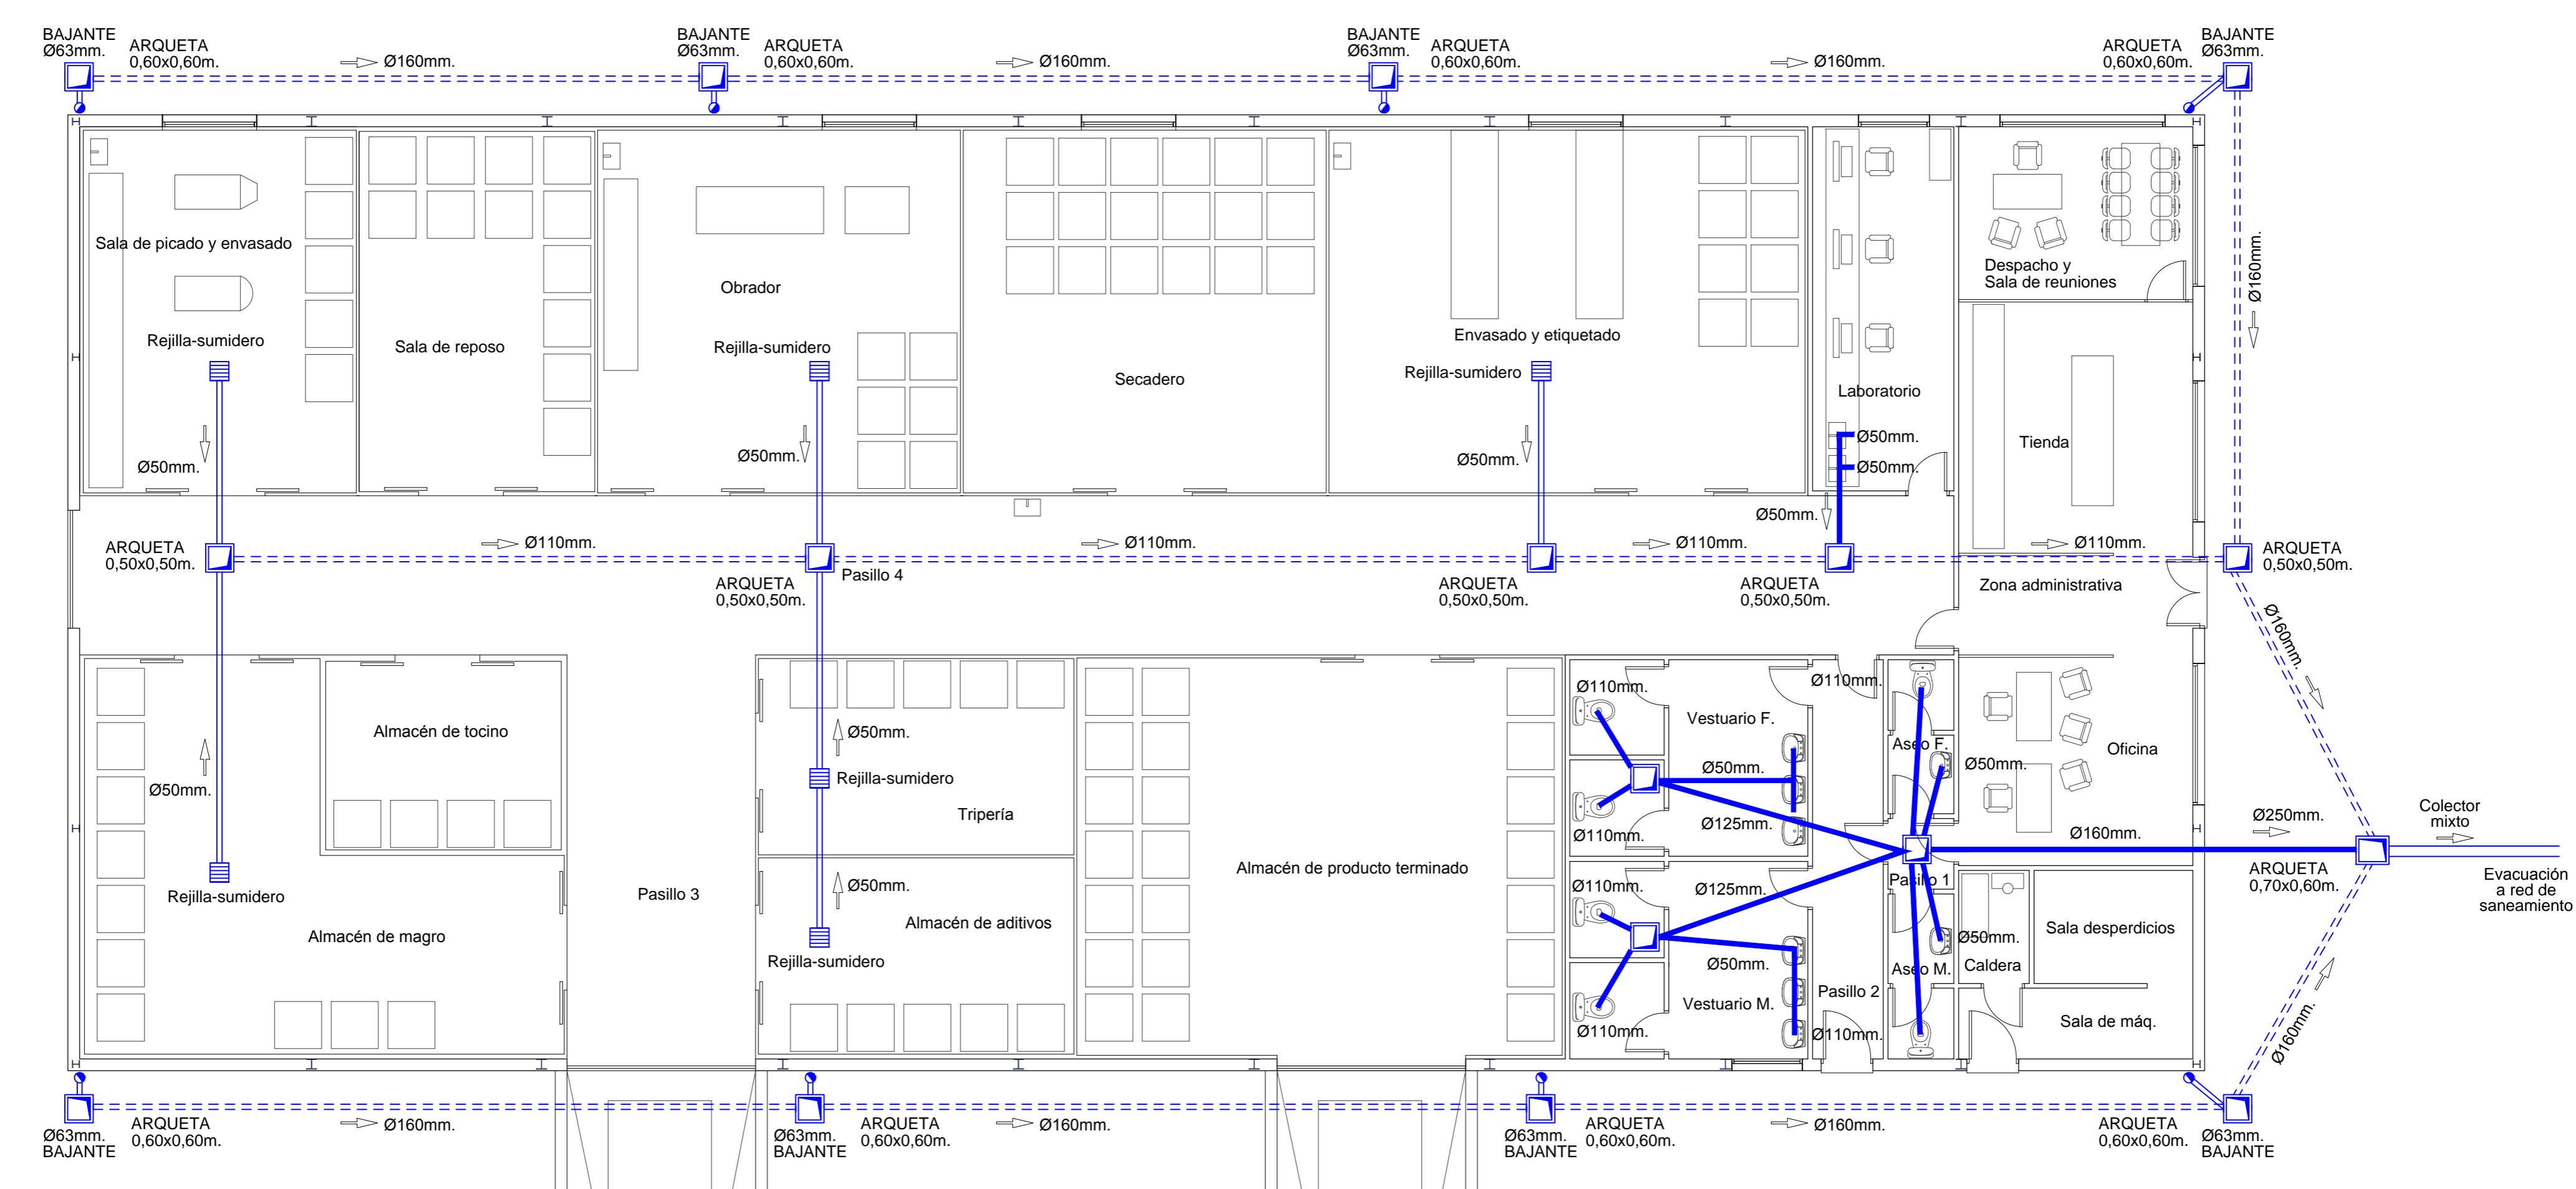 BAJANTE
Ø63mm.
ARQUETA
0,60x0,60m.
Ø160mm.
BAJANTE
Ø63mm.
ARQUETA
0,60x0,60m.
Ø160mm.
BAJANTE
Ø63mm.
ARQUETA
0,60x0,60m.
Ø160mm.
ARQUETA
0,60x0,60m.
BAJANTE
Ø63mm.
Sala de picado y envasado
Rejilla-sumidero
Ø50mm.
Sala de reposo
Obrador
Rejilla-sumidero
Ø50mm.
Secadero
Envasado y etiquetado
Rejilla-sumidero
Ø50mm.
Laboratorio
Ø50mm.
Ø50mm.
Ø50mm.
Despacho y
Sala de reuniones
Tienda
Ø160mm.
ARQUETA
0,50x0,50m.
Ø110mm.
ARQUETA
0,50x0,50m.
Pasillo 4
Ø110mm.
ARQUETA
0,50x0,50m.
Ø110mm.
ARQUETA
0,50x0,50m.
Ø110mm.
ARQUETA
0,50x0,50m.
Zona administrativa
Ø160mm.
Almacén de tocino
Ø50mm.
Rejilla-sumidero
Almacén de magro
Pasillo 3
Ø50mm.
Rejilla-sumidero
Tripería
Ø50mm.
Almacén de aditivos
Rejilla-sumidero
Almacén de producto terminado
Ø110mm.
Vestuario F.
Ø50mm.
Ø110mm.
Ø125mm.
Ø110mm.
Ø125mm.
Ø50mm.
Vestuario M.
Ø110mm.
Ø110mm.
Aseo F.
Ø50mm.
Oficina
Ø160mm.
Pasillo 1
Ø50mm.
Aseo M.
Caldera
Pasillo 2
Ø110mm.
Sala desperdicios
Sala de máq.
Ø250mm.
Colector
mixto
ARQUETA
0,70x0,60m.
Evacuación
a red de
saneamiento
Ø160mm.
Ø63mm.
BAJANTE
ARQUETA
0,60x0,60m.
Ø160mm.
Ø63mm.
BAJANTE
ARQUETA
0,60x0,60m.
Ø160mm.
Ø63mm.
BAJANTE
ARQUETA
0,60x0,60m.
Ø160mm.
ARQUETA
0,60x0,60m.
Ø63mm.
BAJANTE